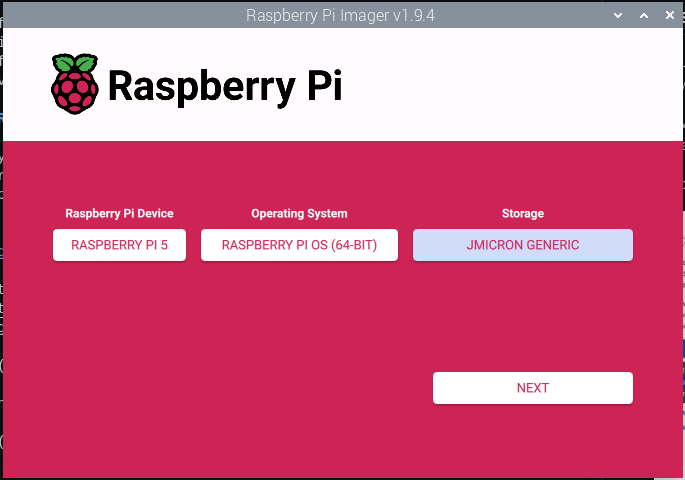 Raspberry Pi Imager v1.9.4
Raspberry Pi
Raspberry Pi Device
Operating System
Storage
RASPBERRY PI 5
RASPBERRY PI OS (64-BIT)
JMICRON GENERIC
NEXT